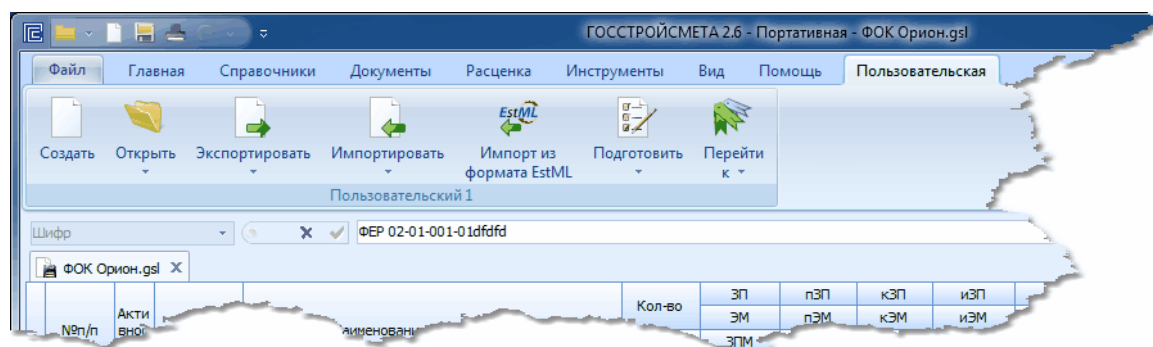 ГОССТРОЙСМЕТА 2.6 - Портативная - ФОК Орион.gsl
Файл Главная Справочники Документы Расценка Инструменты Вид Помощь Пользовательская
EstML
Создать Открыть Экспортировать Импортировать Импорт из формата EstML Подготовить Перейти к
Пользовательский 1
Шифр ФЕР 02-01-001-01dfdfd
ФОК Орион.gsl X
ЗП пЗП кЗП иЗП
№п/п Акти Кол-во
ЭМ пЭМ кЭМ иЭМ
ЗПМ